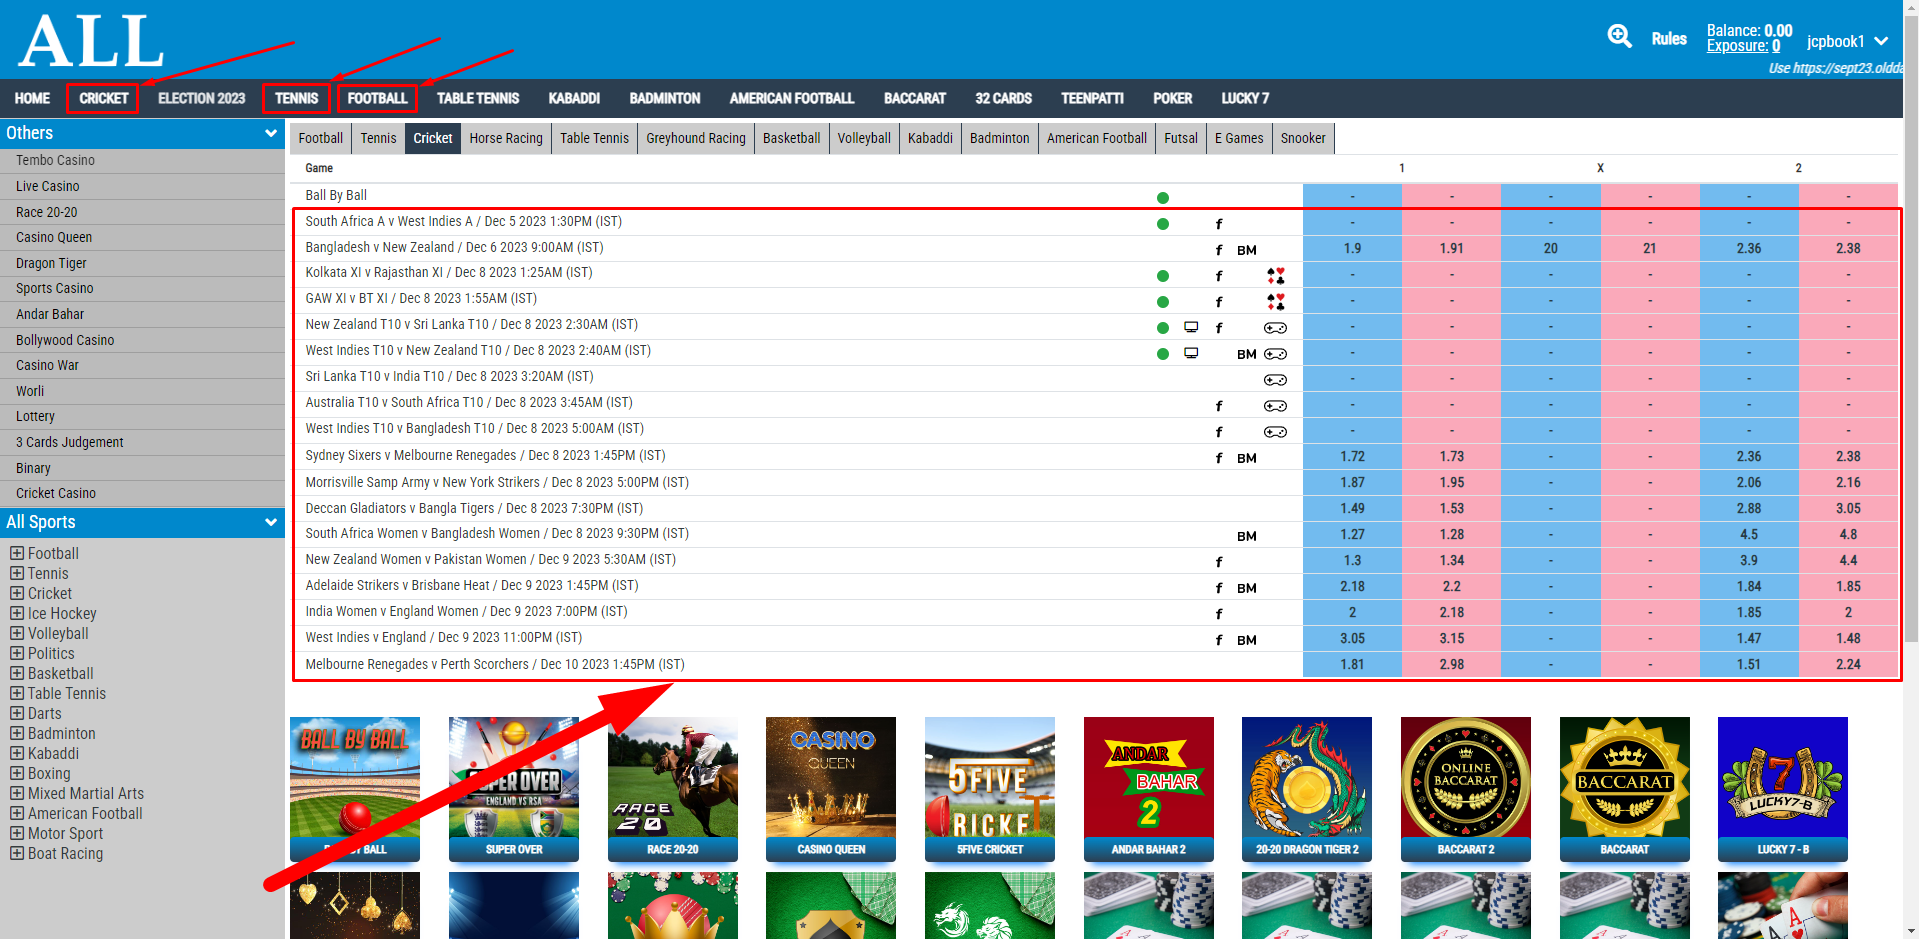 ALL
Rules
Balance: 0.00
Exposure: 0
jcpbook1
Use https://sept23.oldda
HOME CRICKET ELECTION 2023 TENNIS FOOTBALL TABLE TENNIS KABADDI BADMINTON AMERICAN FOOTBALL BACCARAT 32 CARDS TEENPATTI POKER LUCKY 7
Others
Tembo Casino
Live Casino
Race 20-20
Casino Queen
Dragon Tiger
Sports Casino
Andar Bahar
Bollywood Casino
Casino War
Worli
Lottery
3 Cards Judgement
Binary
Cricket Casino
All Sports
Football
Tennis
Cricket
Ice Hockey
Volleyball
Politics
Basketball
Table Tennis
Darts
Badminton
Kabaddi
Boxing
Mixed Martial Arts
American Football
Motor Sport
Boat Racing
Football Tennis Cricket Horse Racing Table Tennis Greyhound Racing Basketball Volleyball Kabaddi Badminton American Football Futsal E Games Snooker
Game 1 X 2
Ball By Ball - - - - - -
South Africa A v West Indies A / Dec 5 2023 1:30PM (IST) f - - - - - -
Bangladesh v New Zealand / Dec 6 2023 9:00AM (IST) f BM 1.9 1.91 20 21 2.36 2.38
Kolkata XI v Rajasthan XI / Dec 8 2023 1:25AM (IST) f - - - - - -
GAW XI v BT XI / Dec 8 2023 1:55AM (IST) f - - - - - -
New Zealand T10 v Sri Lanka T10 / Dec 8 2023 2:30AM (IST) f - - - - - -
West Indies T10 v New Zealand T10 / Dec 8 2023 2:40AM (IST) BM - - - - - -
Sri Lanka T10 v India T10 / Dec 8 2023 3:20AM (IST) - - - - - -
Australia T10 v South Africa T10 / Dec 8 2023 3:45AM (IST) f - - - - - -
West Indies T10 v Bangladesh T10 / Dec 8 2023 5:00AM (IST) f - - - - - -
Sydney Sixers v Melbourne Renegades / Dec 8 2023 1:45PM (IST) f BM 1.72 1.73 - - 2.36 2.38
Morrisville Samp Army v New York Strikers / Dec 8 2023 5:00PM (IST) 1.87 1.95 - - 2.06 2.16
Deccan Gladiators v Bangla Tigers / Dec 8 2023 7:30PM (IST) 1.49 1.53 - - 2.88 3.05
South Africa Women v Bangladesh Women / Dec 8 2023 9:30PM (IST) BM 1.27 1.28 - - 4.5 4.8
New Zealand Women v Pakistan Women / Dec 9 2023 5:30AM (IST) f 1.3 1.34 - - 3.9 4.4
Adelaide Strikers v Brisbane Heat / Dec 9 2023 1:45PM (IST) f BM 2.18 2.2 - - 1.84 1.85
India Women v England Women / Dec 9 2023 7:00PM (IST) f 2 2.18 - - 1.85 2
West Indies v England / Dec 9 2023 11:00PM (IST) f BM 3.05 3.15 - - 1.47 1.48
Melbourne Renegades v Perth Scorchers / Dec 10 2023 1:45PM (IST) 1.81 2.98 - - 1.51 2.24
BALL BY BALL
BALL
SUPER OVER
ENGLAND VS RSA
SUPER OVER
RACE 20
RACE 20-20
CASINO
QUEEN
CASINO QUEEN
5FIVE
CRICKET
5FIVE CRICKET
ANDAR
BAHAR
2
ANDAR BAHAR 2
20-20 DRAGON TIGER 2
ONLINE
BACCARAT
BACCARAT 2
BACCARAT
BACCARAT
7
LUCKY7-B
LUCKY 7 - B
A
A
A
A
A
A